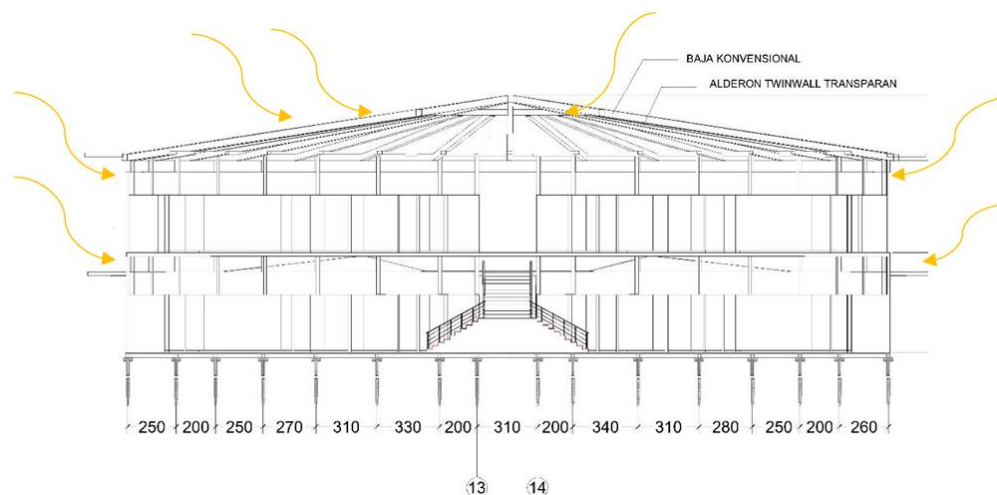 BAJA KONVENSIONAL
ALDERON TWINWALL TRANSPARAN
250 200 250 270 310 330 200 310 200 340 310 280 250 200 260
13 14